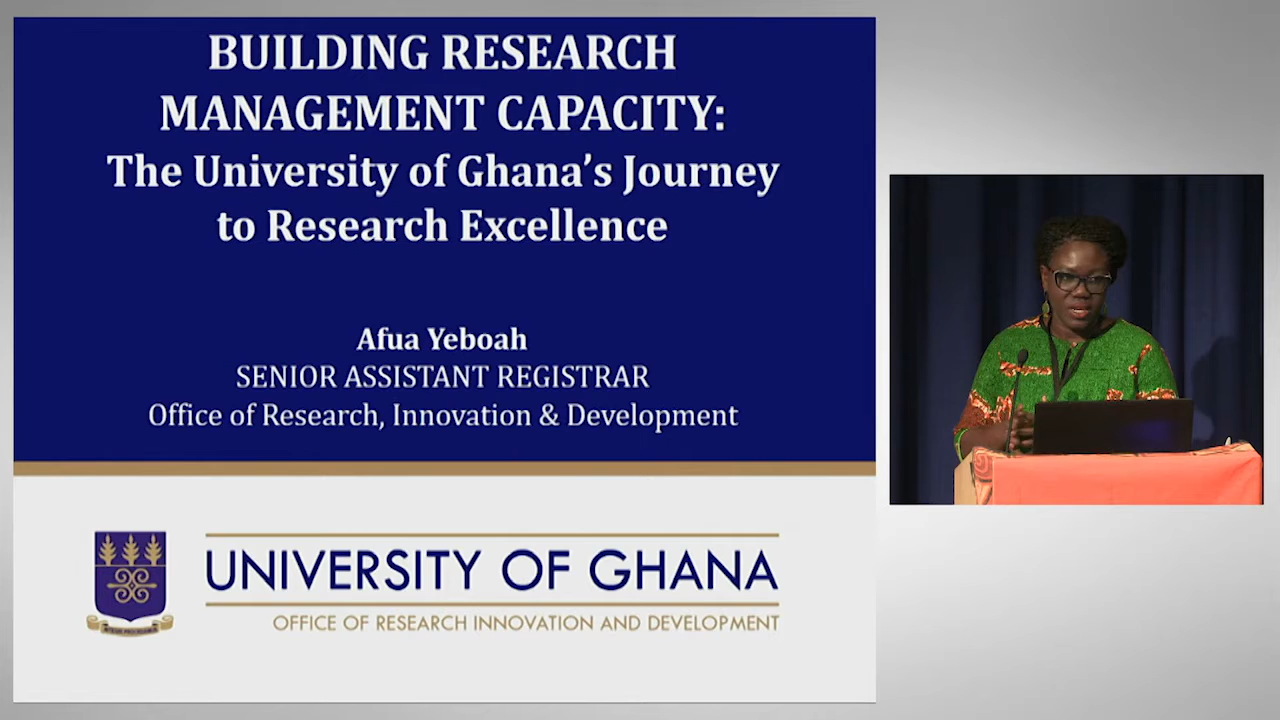 BUILDING RESEARCH
MANAGEMENT CAPACITY:
The University of Ghana's Journey
to Research Excellence
Afua Yeboah
SENIOR ASSISTANT REGISTRAR
Office of Research, Innovation & Development
UNIVERSITY OF GHANA
OFFICE OF RESEARCH INNOVATION AND DEVELOPMENT